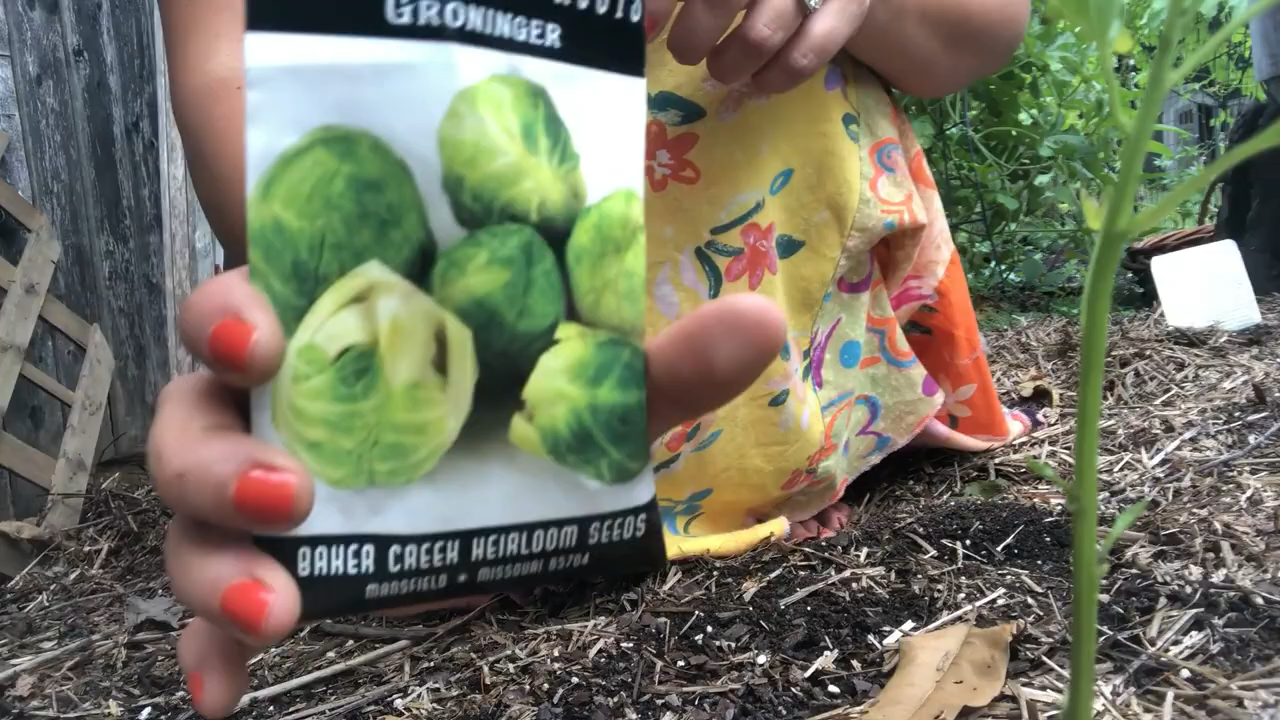 GRONINGER
BAKER CREEK HEIRLOOM SEEDS
MANSFIELD • MISSOURI 65704